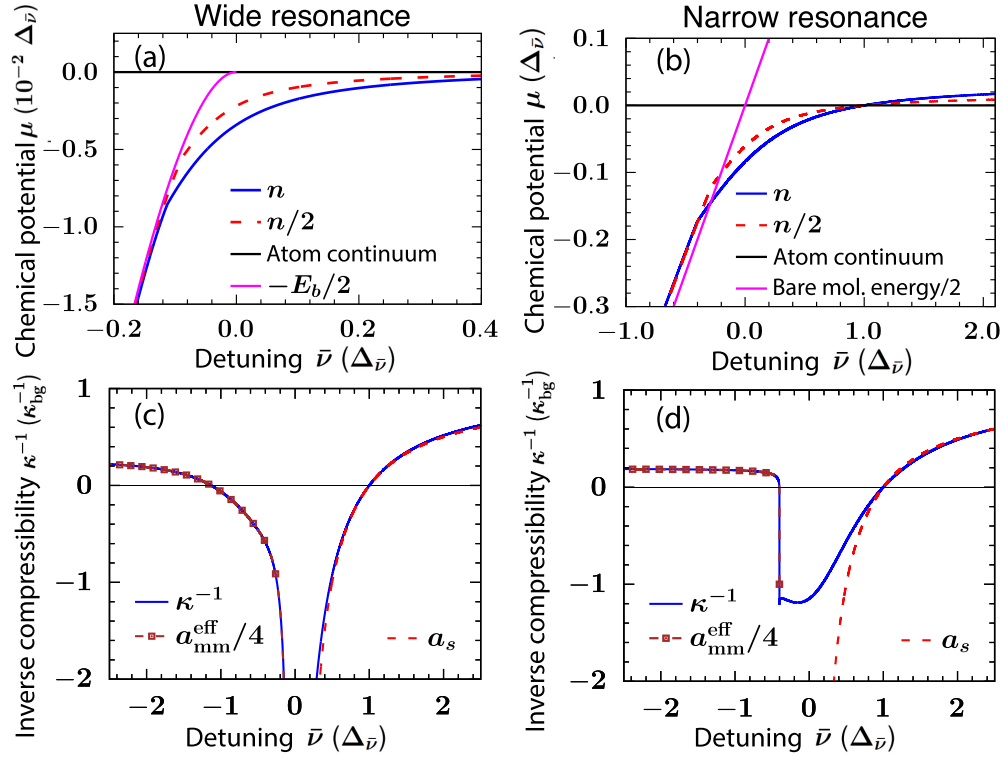 Wide resonance
Chemical potential μ (10⁻² Δ_ν̄)
(a)
0.0
−0.5
−1.0
−1.5
n
n/2
Atom continuum
−E_b/2
−0.2 0.0 0.2 0.4
Detuning ν̄ (Δ_ν̄)
Narrow resonance
Chemical potential μ (Δ_ν̄)
(b)
0.1
0.0
−0.1
−0.2
−0.3
n
n/2
Atom continuum
Bare mol. energy/2
−1.0 0.0 1.0 2.0
Detuning ν̄ (Δ_ν̄)
Inverse compressibility κ⁻¹ (κ_bg⁻¹)
(c)
1
0
−1
−2
κ⁻¹
a_mm^eff/4
a_s
−2 −1 0 1 2
Detuning ν̄ (Δ_ν̄)
Inverse compressibility κ⁻¹ (κ_bg⁻¹)
(d)
1
0
−1
−2
κ⁻¹
a_mm^eff/4
a_s
−2 −1 0 1 2
Detuning ν̄ (Δ_ν̄)